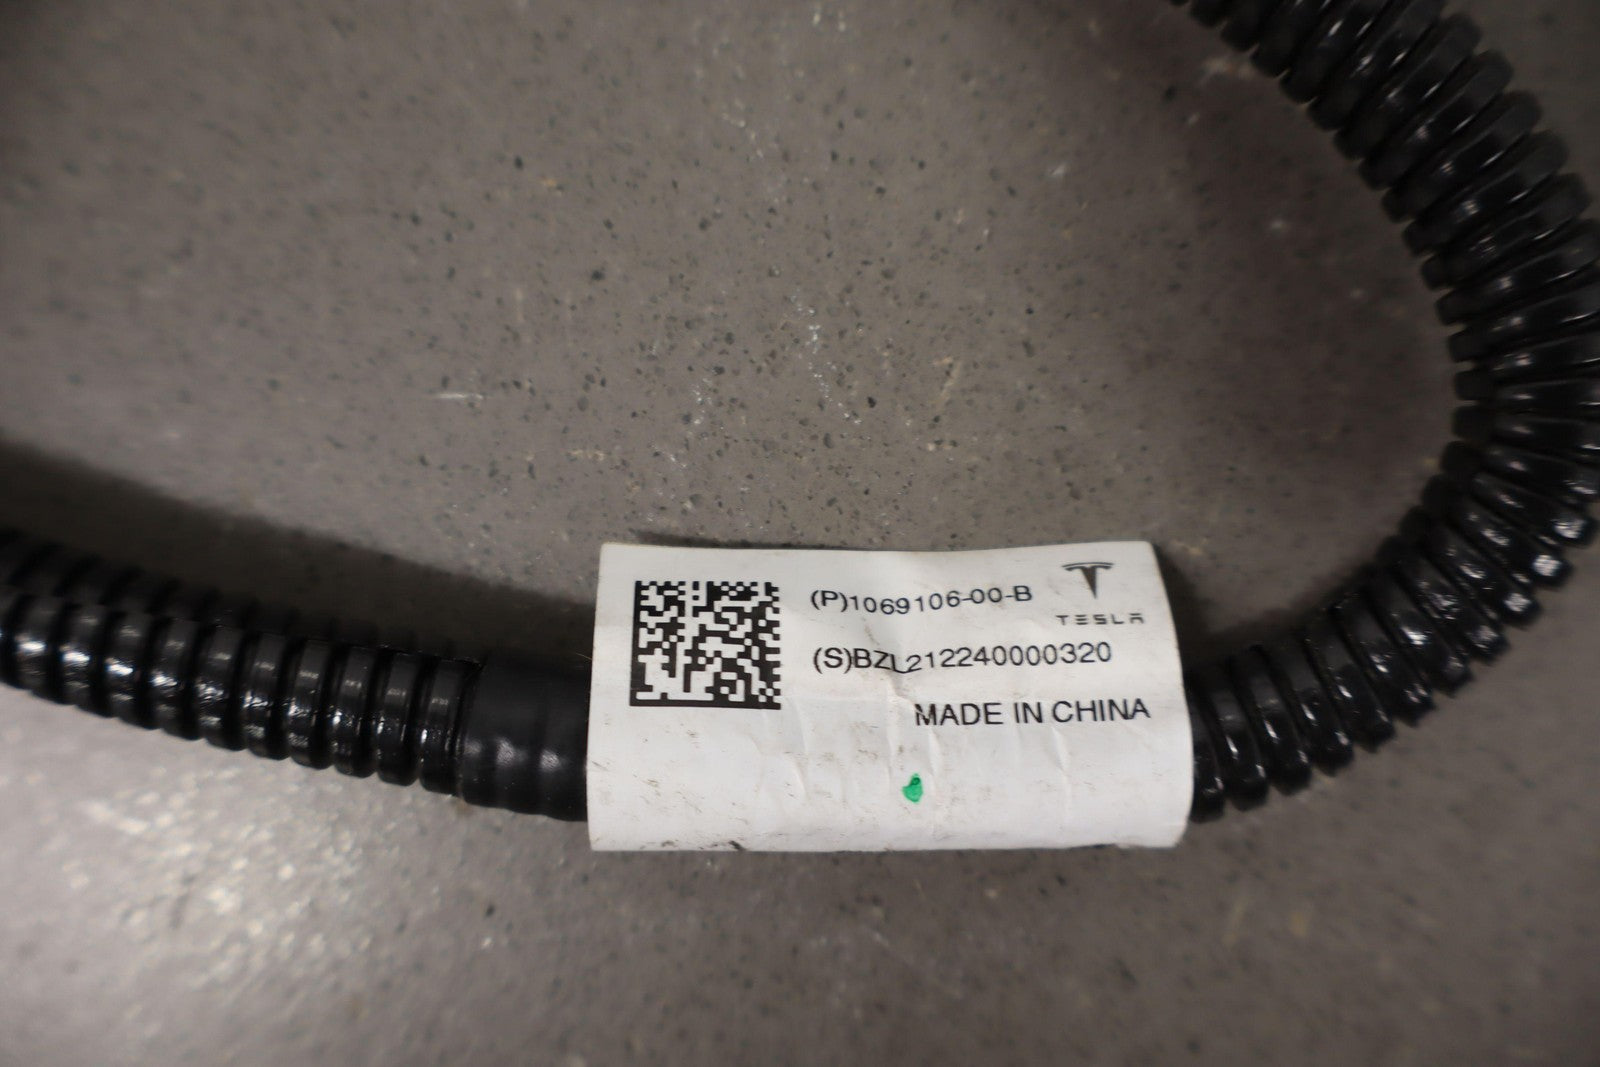 (P)1069106-00-B
TESLA
(S)BZL212240000320
MADE IN CHINA